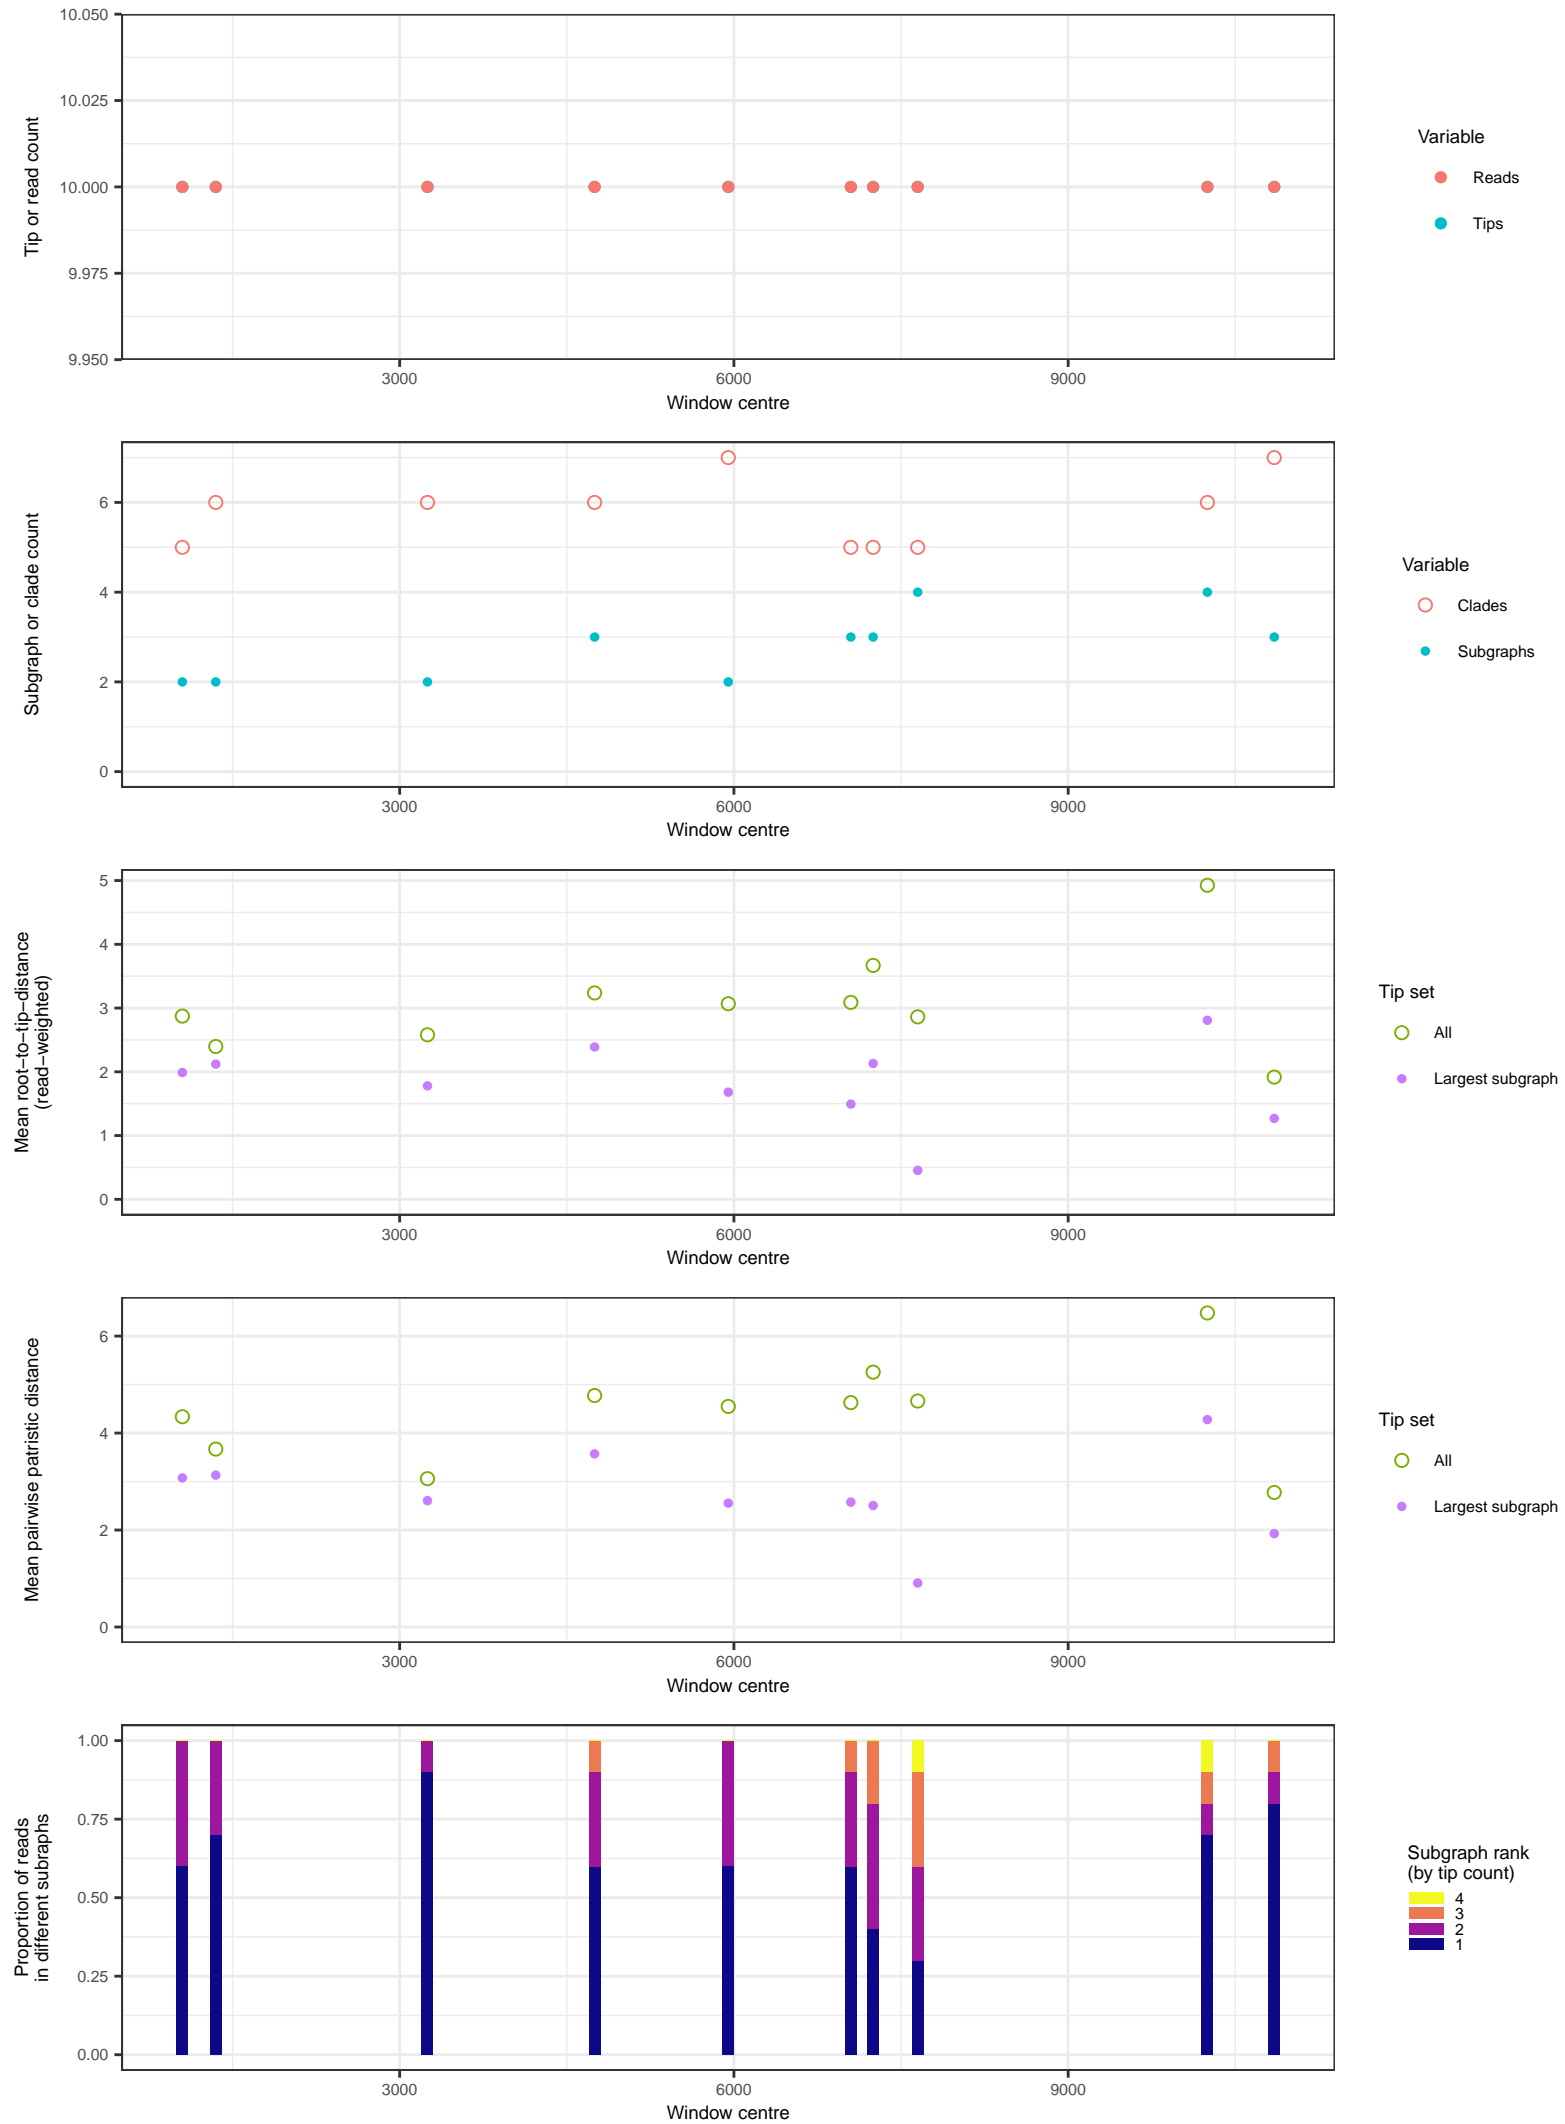 10.050
10.025
10.000
9.975
9.950
Tip or read count
3000 6000 9000
Window centre
Variable
Reads
Tips
6
4
2
0
Subgraph or clade count
3000 6000 9000
Window centre
Variable
Clades
Subgraphs
5
4
3
2
1
0
Mean root−to−tip−distance
(read−weighted)
3000 6000 9000
Window centre
Tip set
All
Largest subgraph
6
4
2
0
Mean pairwise patristic distance
3000 6000 9000
Window centre
Tip set
All
Largest subgraph
1.00
0.75
0.50
0.25
0.00
Proportion of reads
in different subraphs
3000 6000 9000
Window centre
Subgraph rank
(by tip count)
4
3
2
1